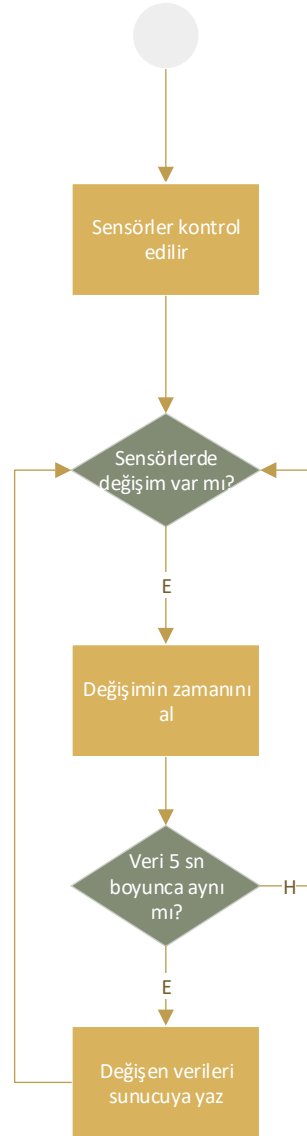 Sensörler kontrol
edilir
Sensörlerde
değişim var mı?
E
Değişimin zamanını
al
Veri 5 sn
boyunca aynı
mı?
H
E
Değişen verileri
sunucuya yaz